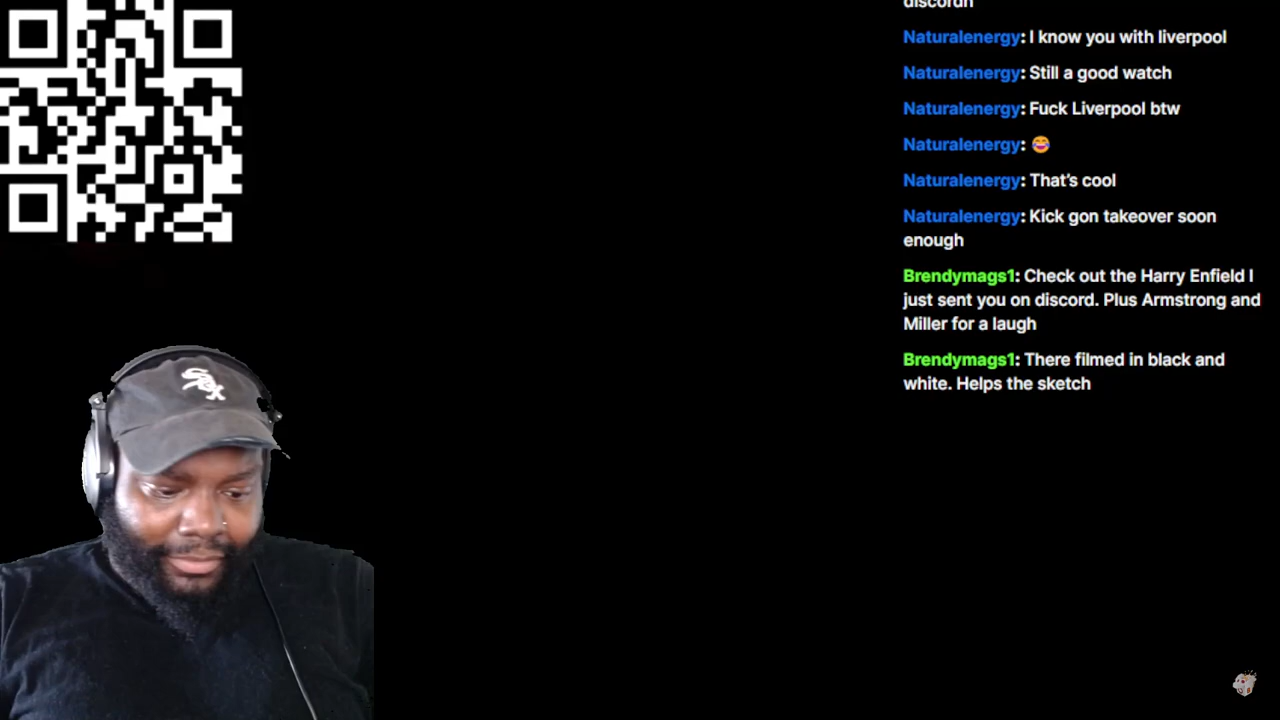 discordn
Naturalenergy: I know you with liverpool
Naturalenergy: Still a good watch
Naturalenergy: Fuck Liverpool btw
Naturalenergy: 😂
Naturalenergy: That's cool
Naturalenergy: Kick gon takeover soon
enough
Brendymags1: Check out the Harry Enfield I
just sent you on discord. Plus Armstrong and
Miller for a laugh
Brendymags1: There filmed in black and
white. Helps the sketch